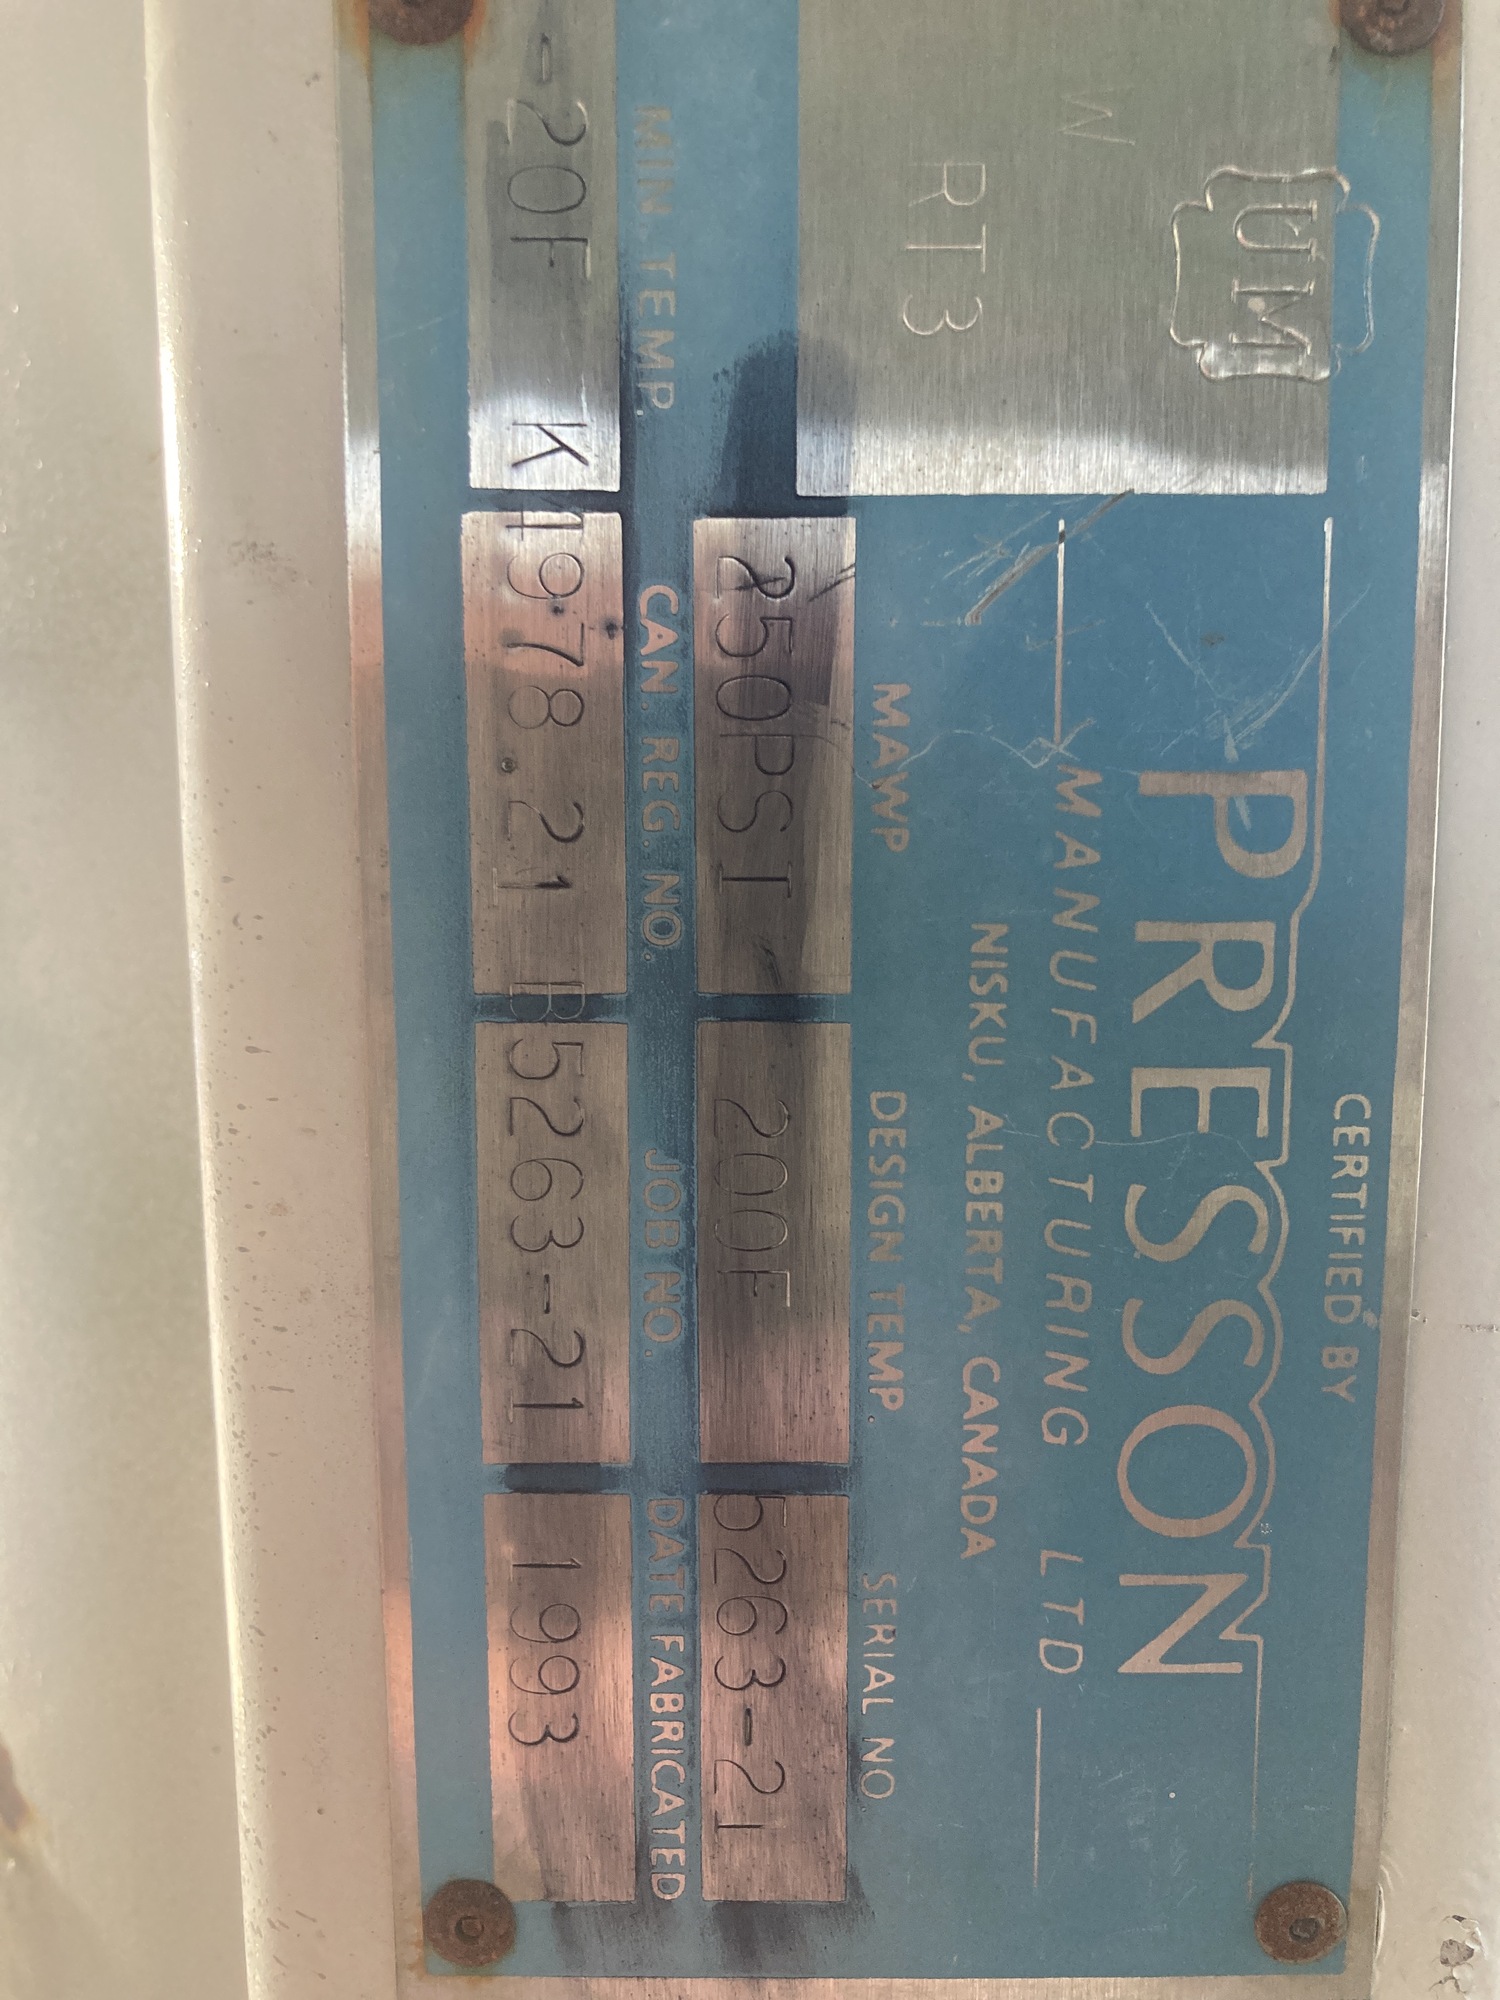 CERTIFIED BY
UM
PRESSON
W
MANUFACTURING LTD
RT3
NISKU, ALBERTA, CANADA
MAWP DESIGN TEMP. SERIAL NO
250PSI 200F 5263-21
MIN. TEMP. CAN. REG. NO. JOB NO. DATE FABRICATED
-20F K4978.21 B5263-21 1993